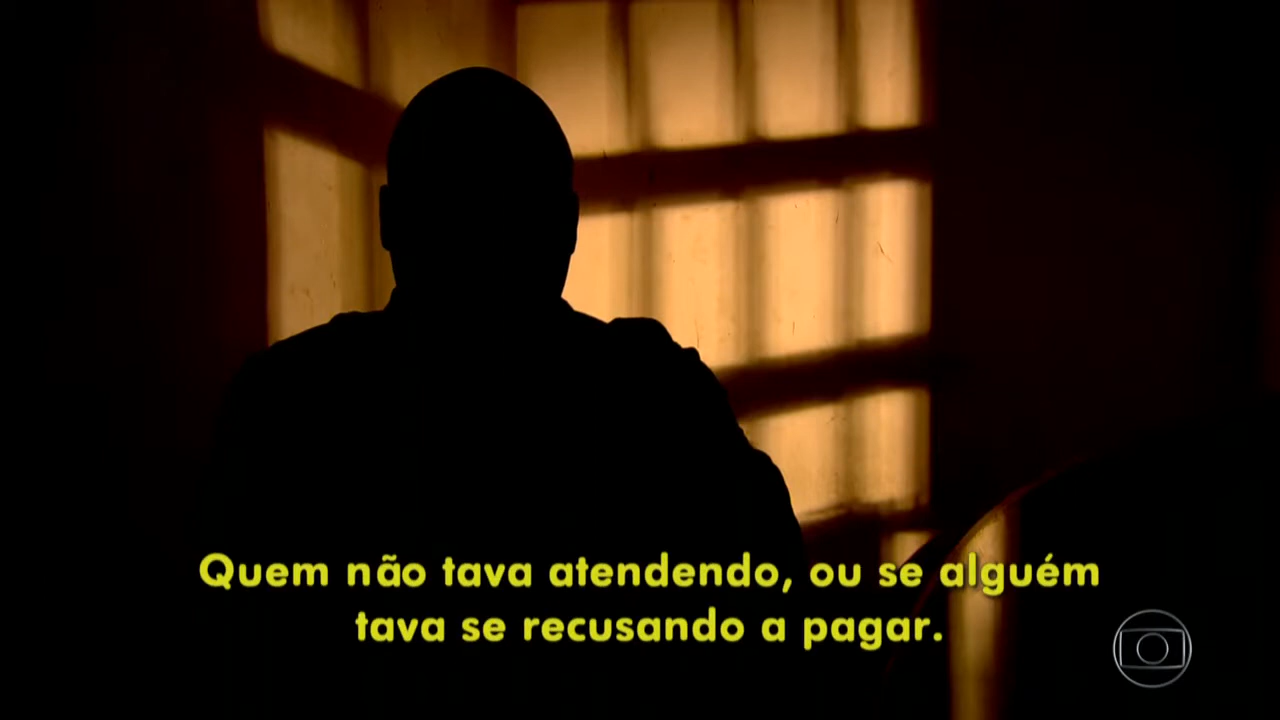 Quem não tava atendendo, ou se alguém
tava se recusando a pagar.